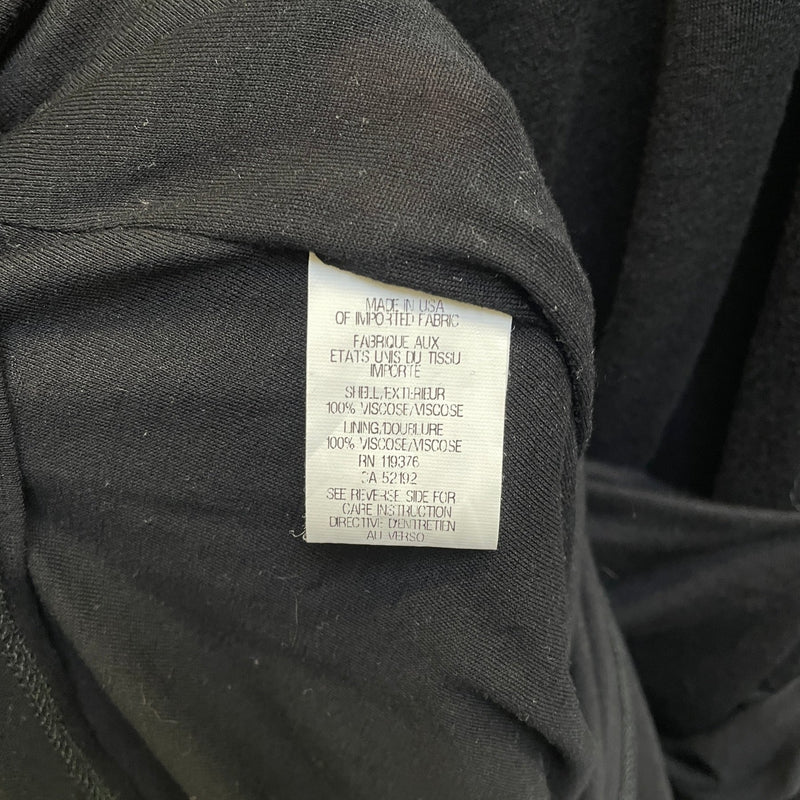 MADE IN USA
OF IMPORTED FABRIC
FABRIQUE AUX
ETATS UNIS DU TISSU
IMPORTE
SHELL/EXTERIEUR
100% VISCOSE/VISCOSE
LINING/DOUBLURE
100% VISCOSE/VISCOSE
RN 119376
CA 52192
SEE REVERSE SIDE FOR
CARE INSTRUCTION
DIRECTIVE D'ENTRETIEN
AU VERSO